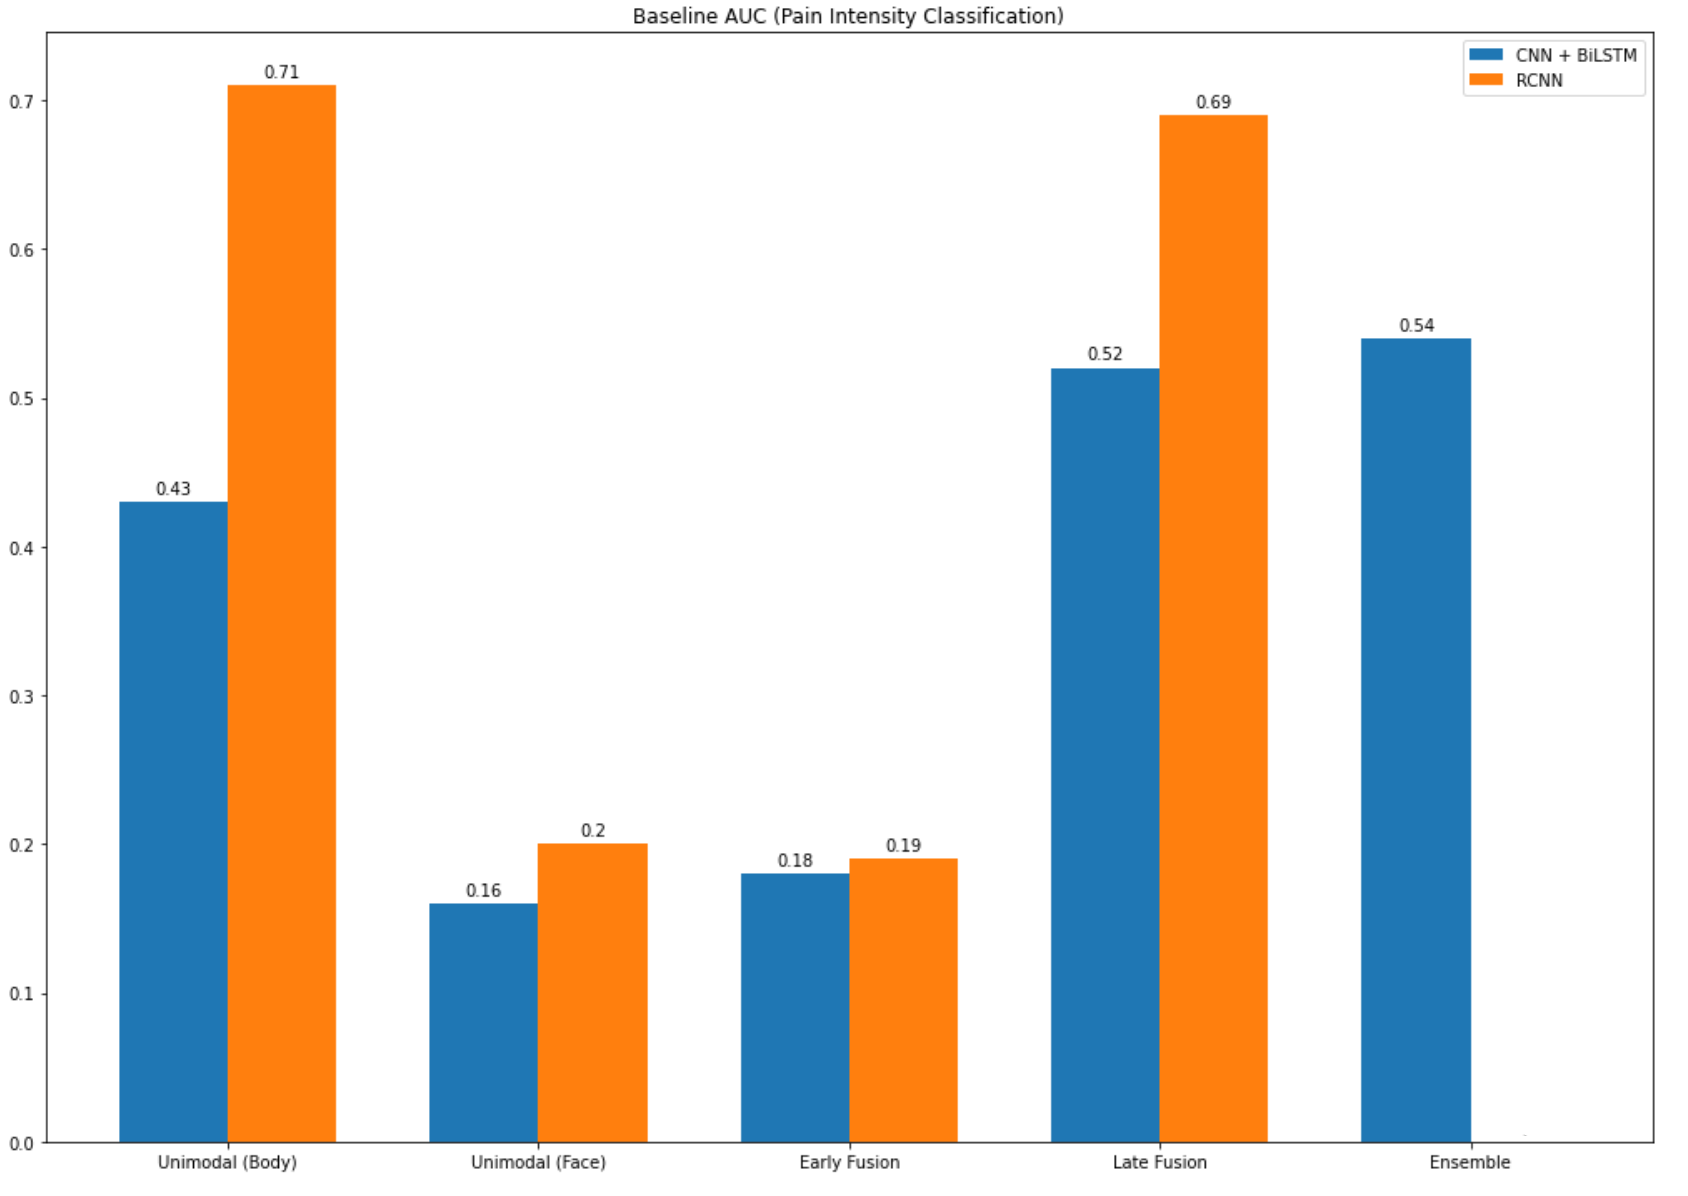 Baseline AUC (Pain Intensity Classification)
CNN + BiLSTM
RCNN
0.7
0.6
0.5
0.4
0.3
0.2
0.1
0.0
0.43
0.71
0.16
0.2
0.18
0.19
0.52
0.69
0.54
Unimodal (Body)
Unimodal (Face)
Early Fusion
Late Fusion
Ensemble